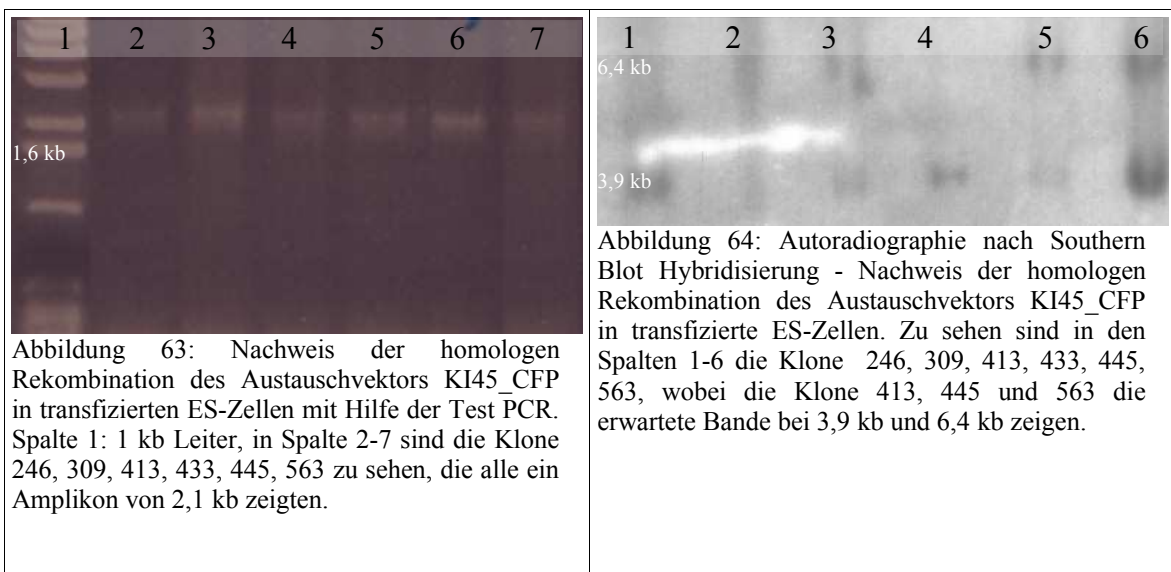 1 2 3 4 5 6 7
1,6 kb
Abbildung 63: Nachweis der homologen
Rekombination des Austauschvektors KI45_CFP
in transfizierten ES-Zellen mit Hilfe der Test PCR.
Spalte 1: 1 kb Leiter, in Spalte 2-7 sind die Klone
246, 309, 413, 433, 445, 563 zu sehen, die alle ein
Amplikon von 2,1 kb zeigten.
1 2 3 4 5 6
6,4 kb
3,9 kb
Abbildung 64: Autoradiographie nach Southern
Blot Hybridisierung - Nachweis der homologen
Rekombination des Austauschvektors KI45_CFP
in transfizierte ES-Zellen. Zu sehen sind in den
Spalten 1-6 die Klone 246, 309, 413, 433, 445,
563, wobei die Klone 413, 445 und 563 die
erwartete Bande bei 3,9 kb und 6,4 kb zeigen.